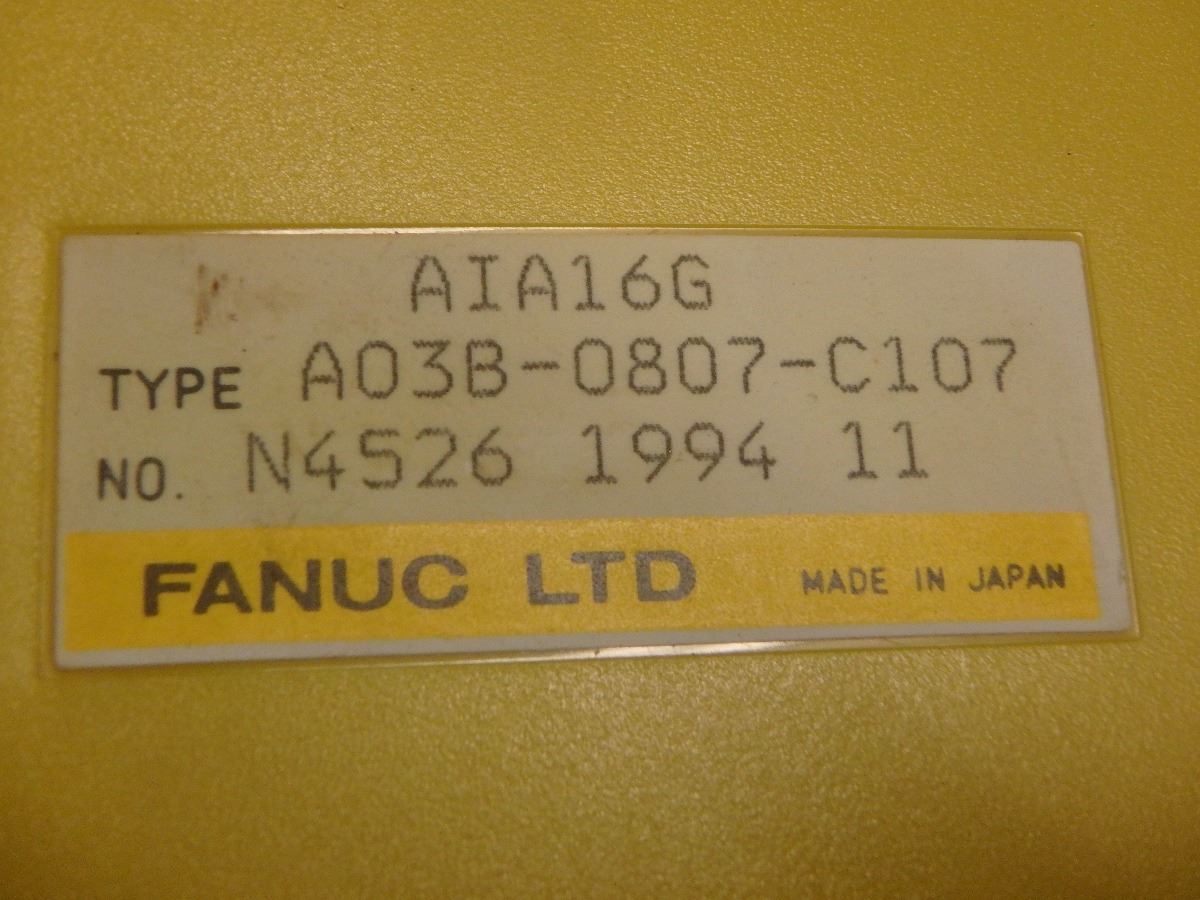 AIA16G
TYPE A03B-0807-C107
NO. N4526 1994 11
FANUC LTD MADE IN JAPAN